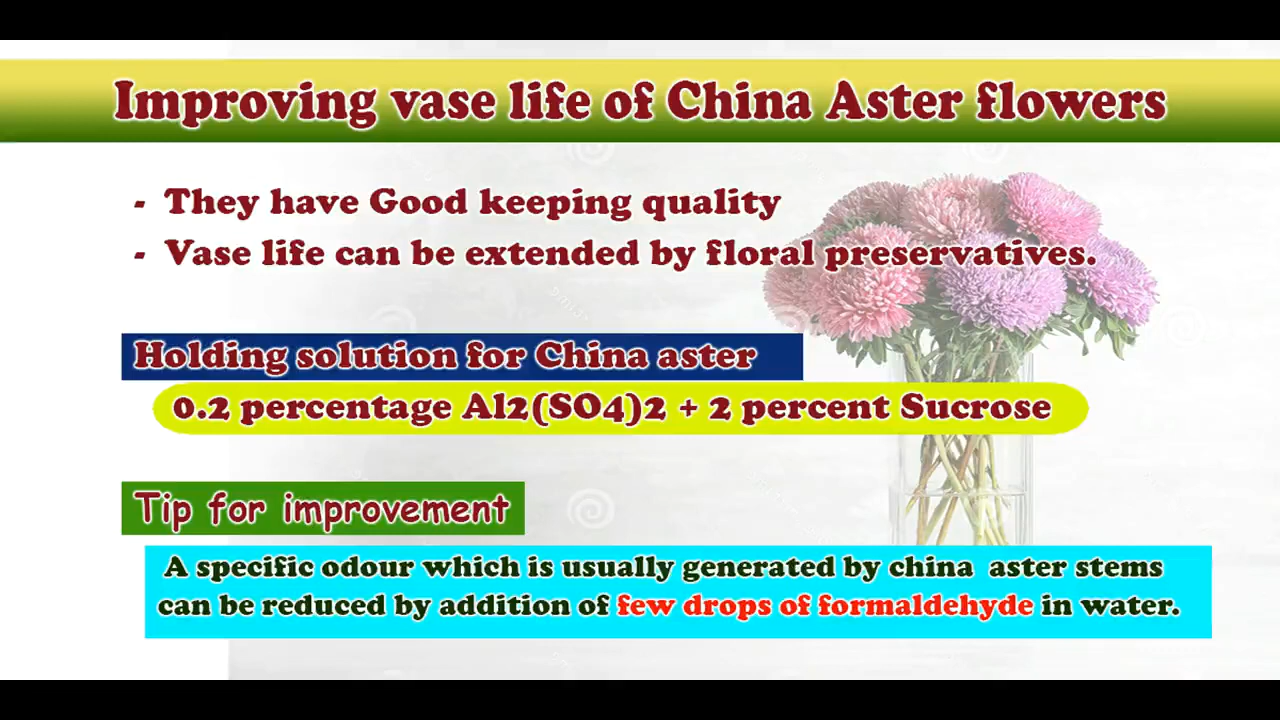 Improving vase life of China Aster flowers
- They have Good keeping quality
- Vase life can be extended by floral preservatives.
Holding solution for China aster
0.2 percentage Al2(SO4)2 + 2 percent Sucrose
Tip for improvement
A specific odour which is usually generated by china aster stems
can be reduced by addition of few drops of formaldehyde in water.